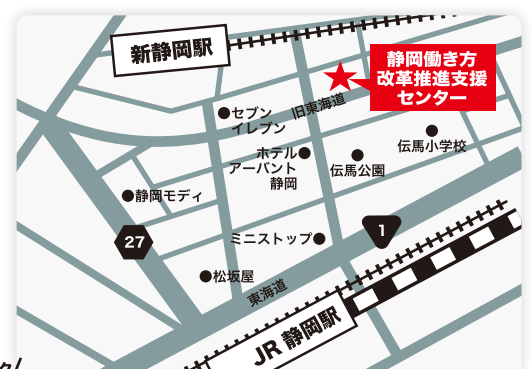 新静岡駅
静岡働き方
改革推進支援
センター
セブン
イレブン
旧東海道
伝馬小学校
ホテル
アーバント
静岡
伝馬公園
静岡モディ
27
ミニストップ
1
松坂屋
東海道
JR 静岡駅